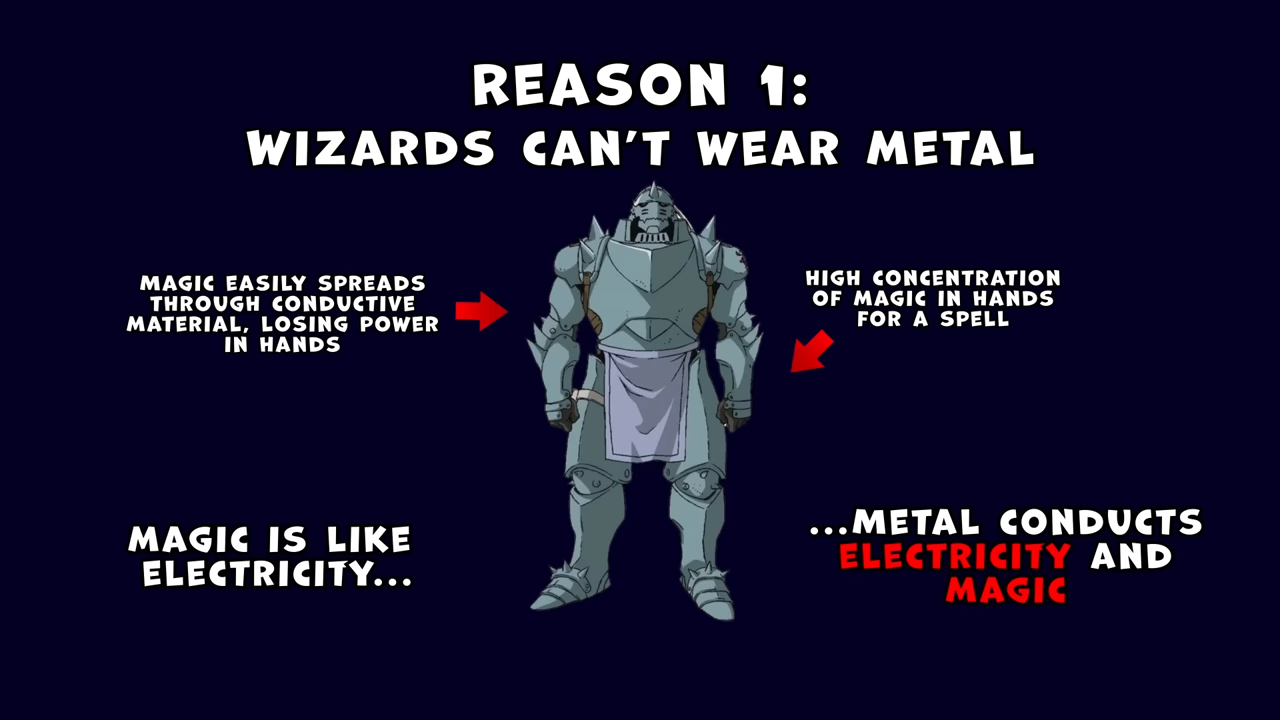 REASON 1:
WIZARDS CAN'T WEAR METAL
MAGIC EASILY SPREADS
THROUGH CONDUCTIVE
MATERIAL, LOSING POWER
IN HANDS
HIGH CONCENTRATION
OF MAGIC IN HANDS
FOR A SPELL
MAGIC IS LIKE
ELECTRICITY...
...METAL CONDUCTS
ELECTRICITY AND
MAGIC